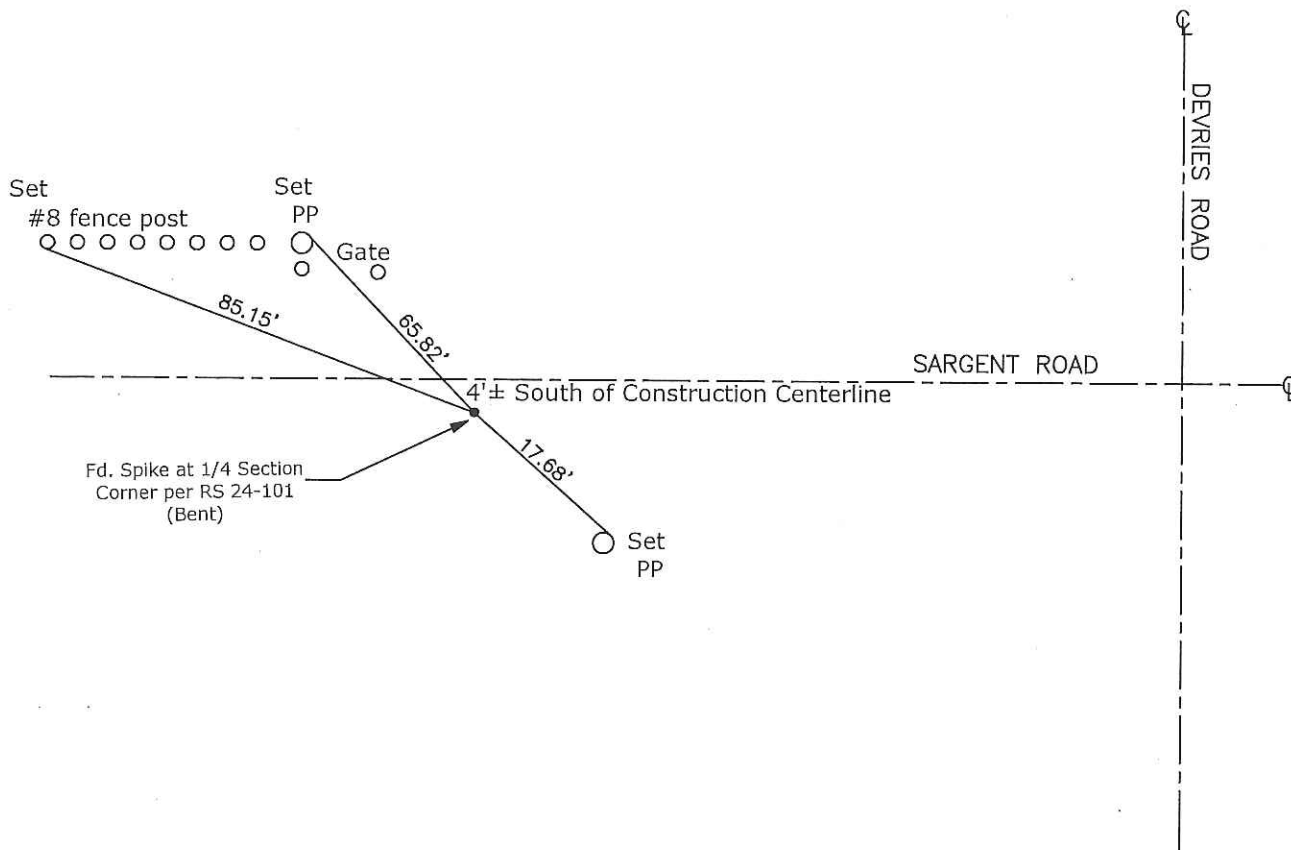 ℄
DEVRIES ROAD
Set
#8 fence post
Set
PP
Gate
85.15'
65.82'
SARGENT ROAD
℄
4'± South of Construction Centerline
17.68'
Fd. Spike at 1/4 Section
Corner per RS 24-101
(Bent)
Set
PP